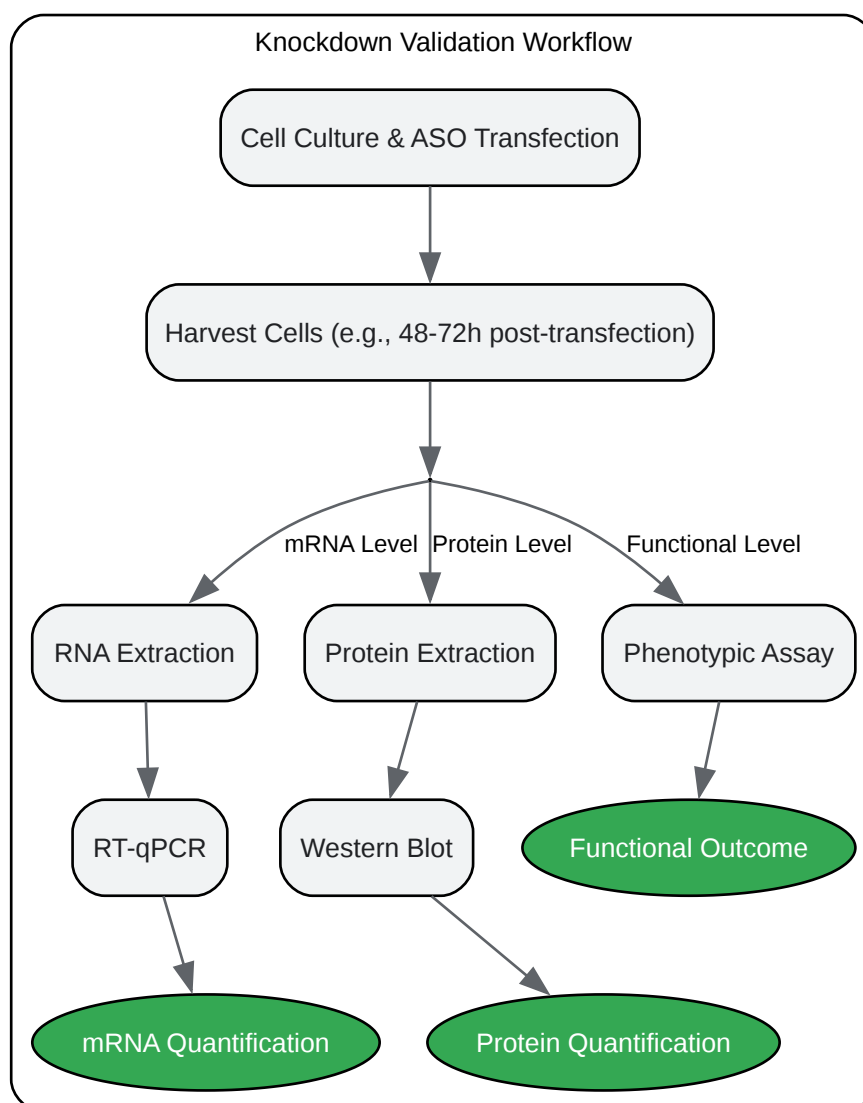 Knockdown Validation Workflow
Cell Culture & ASO Transfection
Harvest Cells (e.g., 48-72h post-transfection)
mRNA Level
Protein Level
Functional Level
RNA Extraction
Protein Extraction
Phenotypic Assay
RT-qPCR
Western Blot
Functional Outcome
mRNA Quantification
Protein Quantification